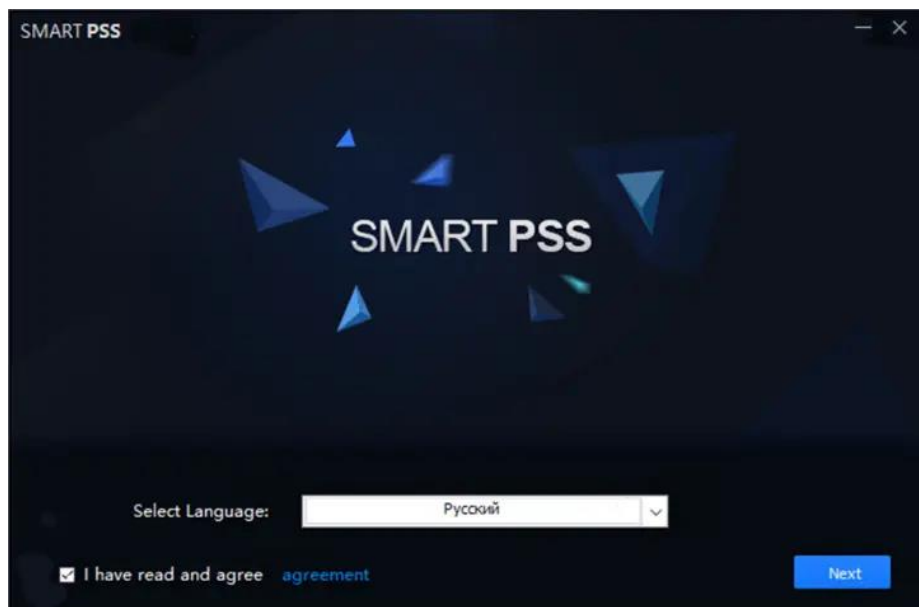 SMART PSS
SMART PSS
Select Language: Русский
I have read and agree agreement Next